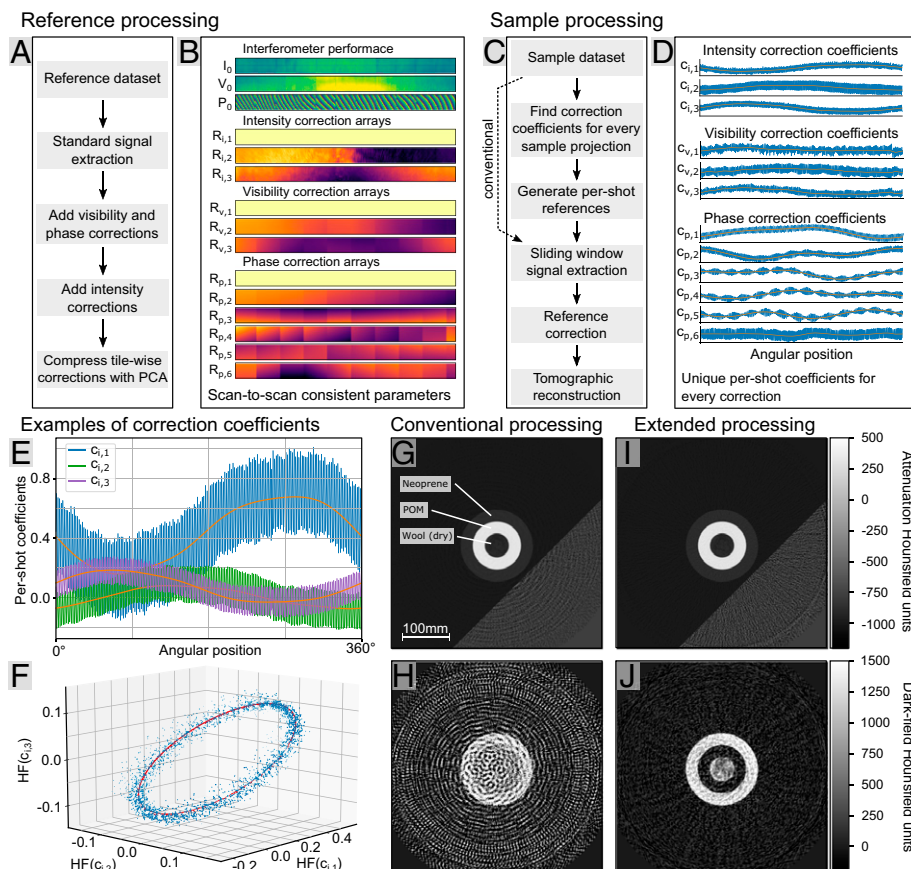 Reference processing
Sample processing
A
Reference dataset
Standard signal
extraction
Add visibility and
phase corrections
Add intensity
corrections
Compress tile-wise
corrections with PCA
B
Interferometer performace
I0
V0
P0
Intensity correction arrays
Ri,1
Ri,2
Ri,3
Visibility correction arrays
Rv,1
Rv,2
Rv,3
Phase correction arrays
Rp,1
Rp,2
Rp,3
Rp,4
Rp,5
Rp,6
Scan-to-scan consistent parameters
C
Sample dataset
conventional
Find correction
coefficients for every
sample projection
Generate per-shot
references
Sliding window
signal extraction
Reference
correction
Tomographic
reconstruction
D
Intensity correction coefficients
ci,1
ci,2
ci,3
Visibility correction coefficients
cv,1
cv,2
cv,3
Phase correction coefficients
cp,1
cp,2
cp,3
cp,4
cp,5
cp,6
Angular position
Unique per-shot coefficients for
every correction
Examples of correction coefficients
E
ci,1
ci,2
ci,3
Per-shot coefficients
0.8
0.4
0.0
0°
Angular position
360°
F
HF(ci,3)
0.1
0.0
-0.1
-0.1
0.0
0.1
HF(ci,2)
-0.2
0.0
0.2
0.4
HF(ci,1)
Conventional processing
Extended processing
G
Neoprene
POM
Wool (dry)
100mm
I
500
250
0
-250
-500
-750
-1000
Attenuation Hounsfield units
H
J
1500
1250
1000
750
500
250
0
Dark-field Hounsfield units